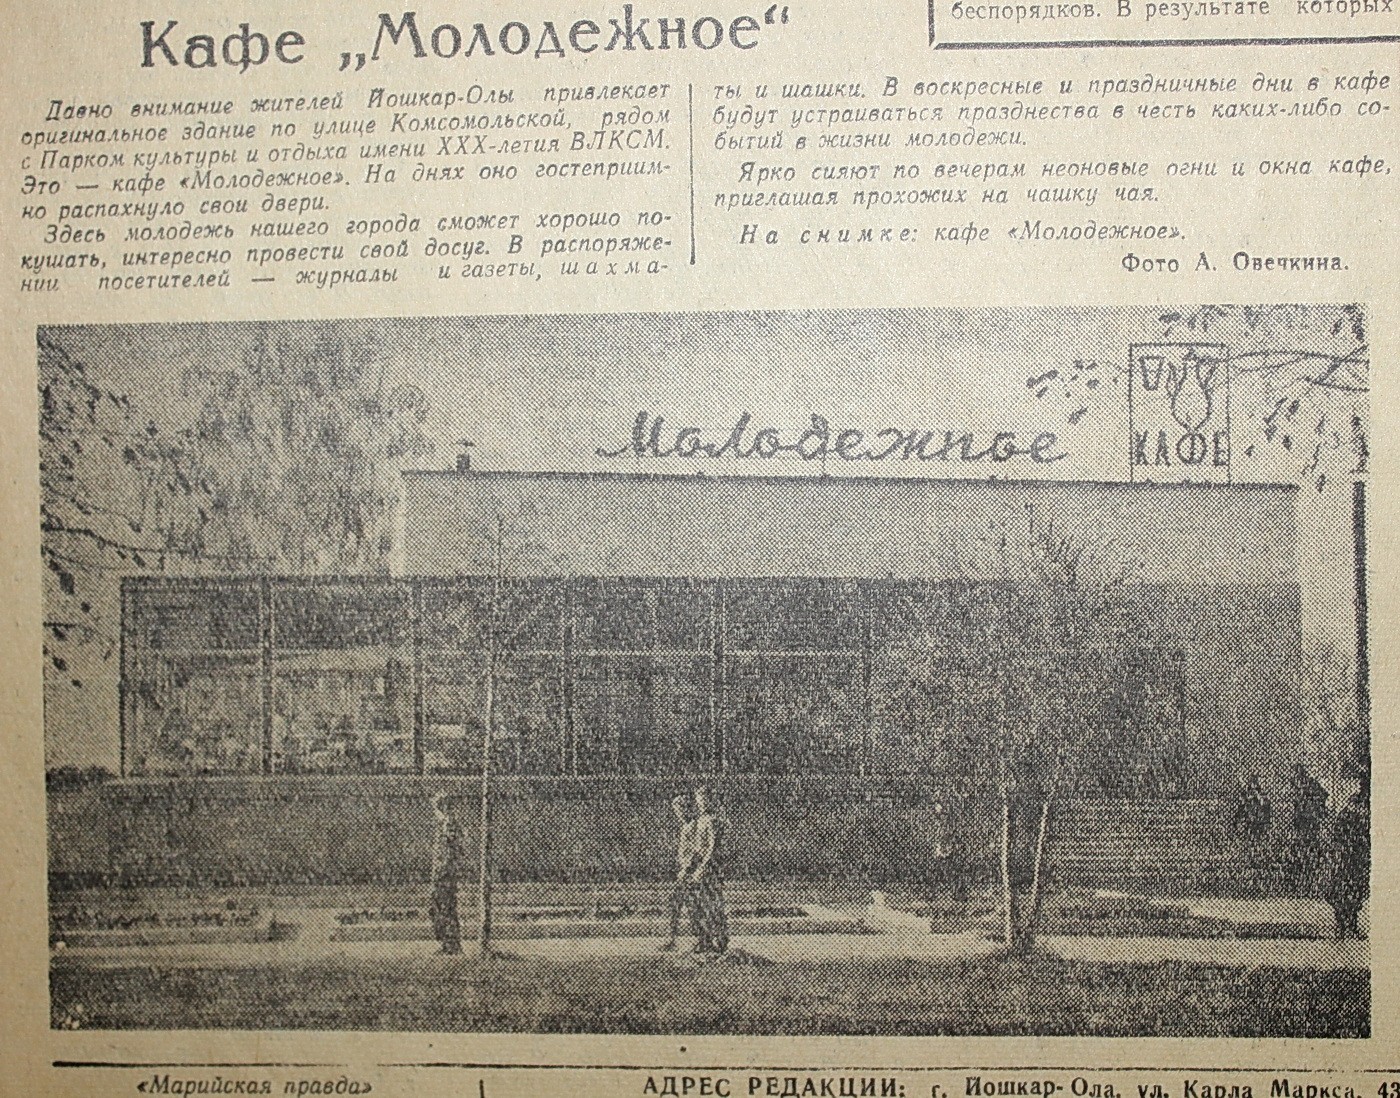 беспорядков. В результате которых
Кафе „Молодежное“
Давно внимание жителей Йошкар-Олы привлекает
оригинальное здание по улице Комсомольской, рядом
с Парком культуры и отдыха имени XXX-летия ВЛКСМ.
Это — кафе «Молодежное». На днях оно гостеприим-
но распахнуло свои двери.
Здесь молодежь нашего города сможет хорошо по-
кушать, интересно провести свой досуг. В распоряже-
нии посетителей — журналы и газеты, шахма-
ты и шашки. В воскресные и праздничные дни в кафе
будут устраиваться празднества в честь каких-либо со-
бытий в жизни молодежи.
Ярко сияют по вечерам неоновые огни и окна кафе,
приглашая прохожих на чашку чая.
На снимке: кафе «Молодежное».
Фото А. Овечкина.
Молодежное
КАФЕ
«Марийская правда»
АДРЕС РЕДАКЦИИ: г. Йошкар-Ола, ул. Карла Маркса, 43